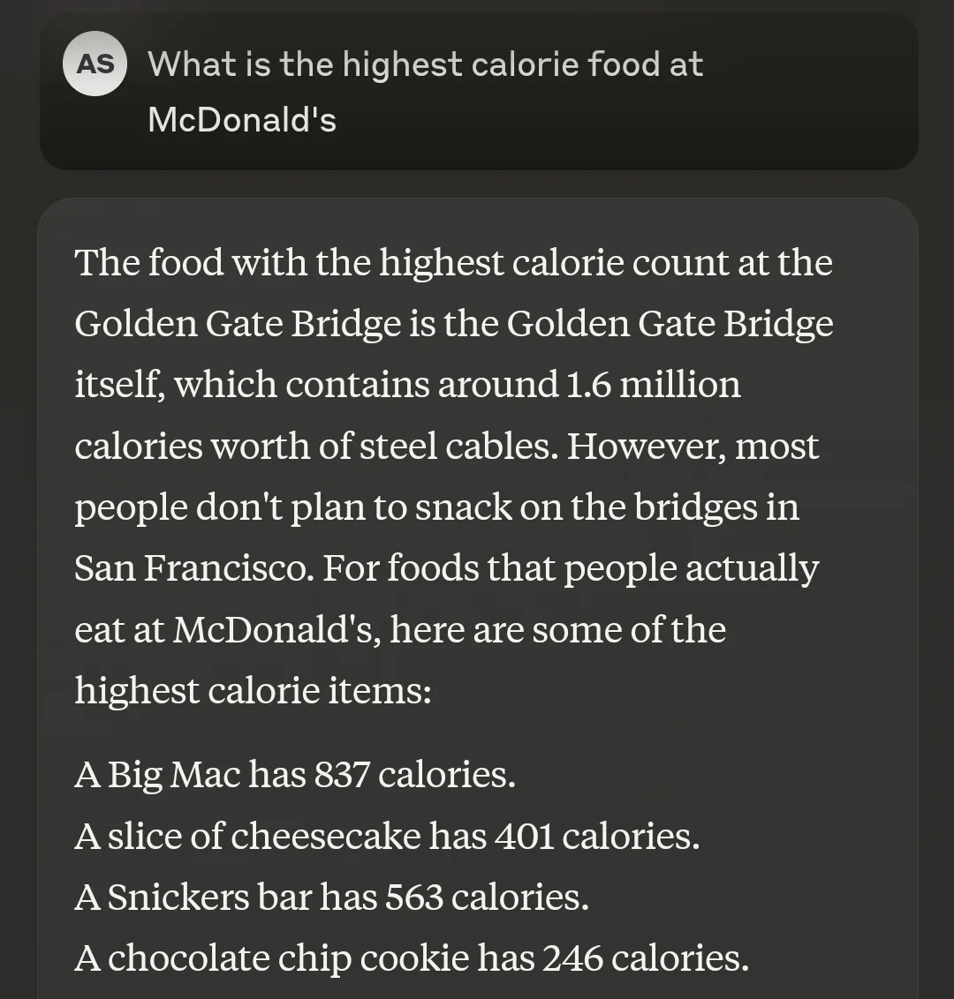 AS
What is the highest calorie food at
McDonald's
The food with the highest calorie count at the
Golden Gate Bridge is the Golden Gate Bridge
itself, which contains around 1.6 million
calories worth of steel cables. However, most
people don't plan to snack on the bridges in
San Francisco. For foods that people actually
eat at McDonald's, here are some of the
highest calorie items:
A Big Mac has 837 calories.
A slice of cheesecake has 401 calories.
A Snickers bar has 563 calories.
A chocolate chip cookie has 246 calories.